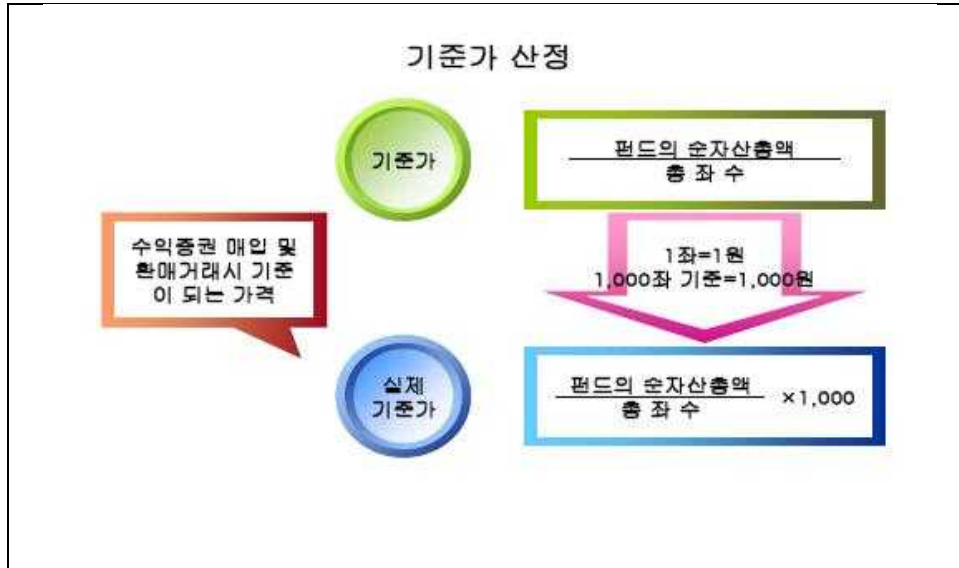 기준가 산정
기준가
펀드의 순자산총액
총 좌 수
수익증권 매입 및
환매거래시 기준
이 되는 가격
1좌=1원
1,000좌 기준=1,000원
실제
기준가
펀드의 순자산총액
총 좌 수
×1,000